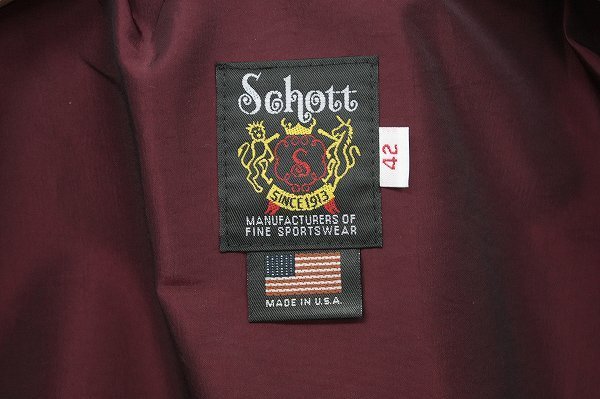 Schott
S
SINCE 1913
MANUFACTURERS OF
FINE SPORTSWEAR
42
MADE IN U.S.A.